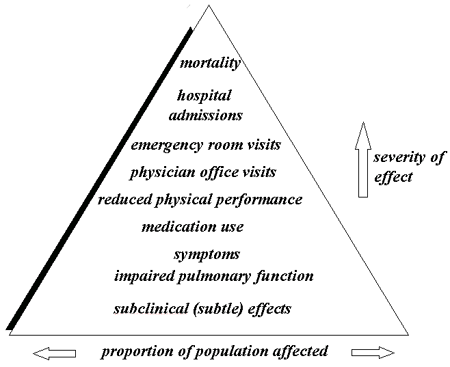 mortality
hospital
admissions
emergency room visits
physician office visits
reduced physical performance
medication use
symptoms
impaired pulmonary function
subclinical (subtle) effects
severity of
effect
proportion of population affected